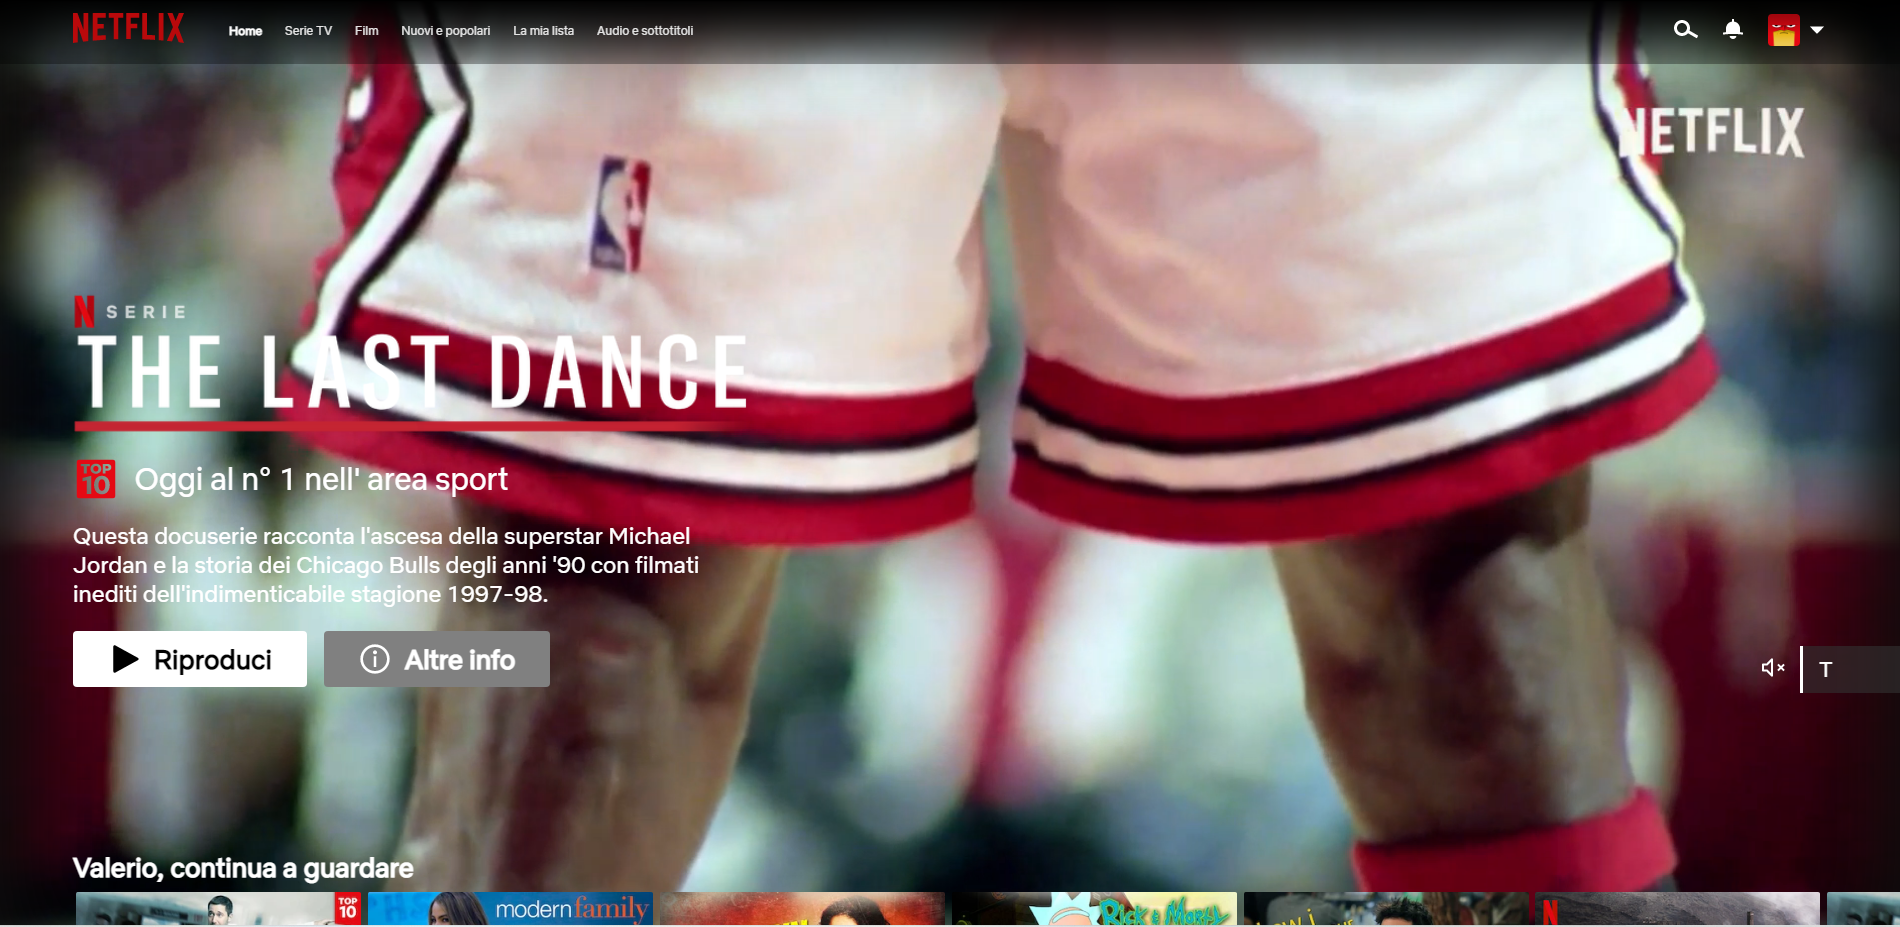 NETFLIX
Home Serie TV Film Nuovi e popolari La mia lista Audio e sottotitoli
NETFLIX
N SERIE
THE LAST DANCE
TOP 10
Oggi al n° 1 nell' area sport
Questa docuserie racconta l'ascesa della superstar Michael
Jordan e la storia dei Chicago Bulls degli anni '90 con filmati
inediti dell'indimenticabile stagione 1997-98.
Riproduci
Altre info
T
Valerio, continua a guardare
TOP 10
modern family
Rick & Morty
N